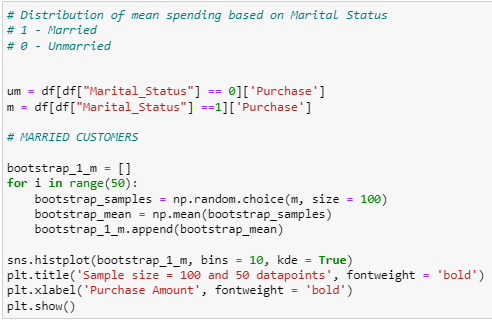 # Distribution of mean spending based on Marital Status
# 1 - Married
# 0 - Unmarried
um = df[df["Marital_Status"] == 0]['Purchase']
m = df[df["Marital_Status"] ==1]['Purchase']
# MARRIED CUSTOMERS
bootstrap_1_m = []
for i in range(50):
    bootstrap_samples = np.random.choice(m, size = 100)
    bootstrap_mean = np.mean(bootstrap_samples)
    bootstrap_1_m.append(bootstrap_mean)
sns.histplot(bootstrap_1_m, bins = 10, kde = True)
plt.title('Sample size = 100 and 50 datapoints', fontweight = 'bold')
plt.xlabel('Purchase Amount', fontweight = 'bold')
plt.show()